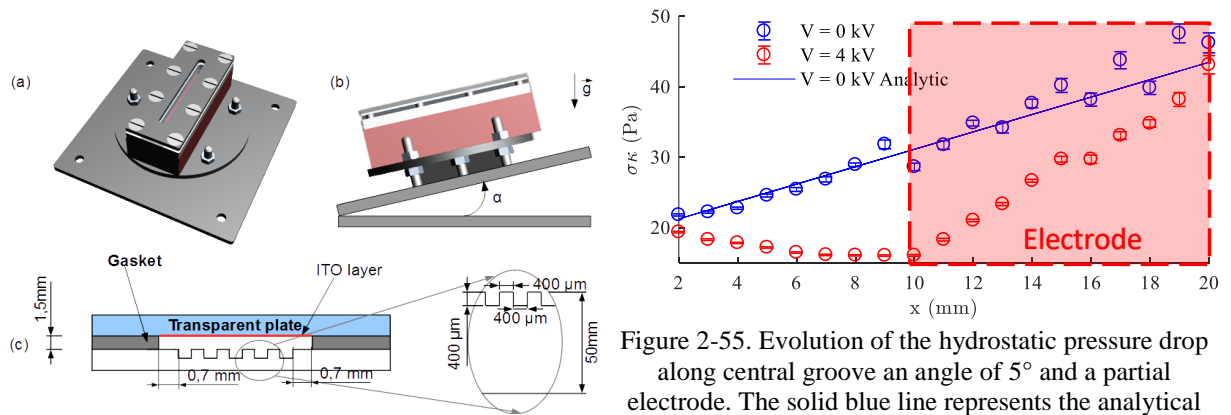 (a)
(b)
g
α
(c)
Gasket
ITO layer
1,5mm
Transparent plate
0,7 mm
0,7 mm
400 µm
400 µm
400 µm
50mm
50
40
30
20
σκ (Pa)
V = 0 kV
V = 4 kV
V = 0 kV Analytic
Electrode
2 4 6 8 10 12 14 16 18 20
x (mm)
Figure 2-55. Evolution of the hydrostatic pressure drop
along central groove an angle of 5° and a partial
electrode. The solid blue line represents the analytical